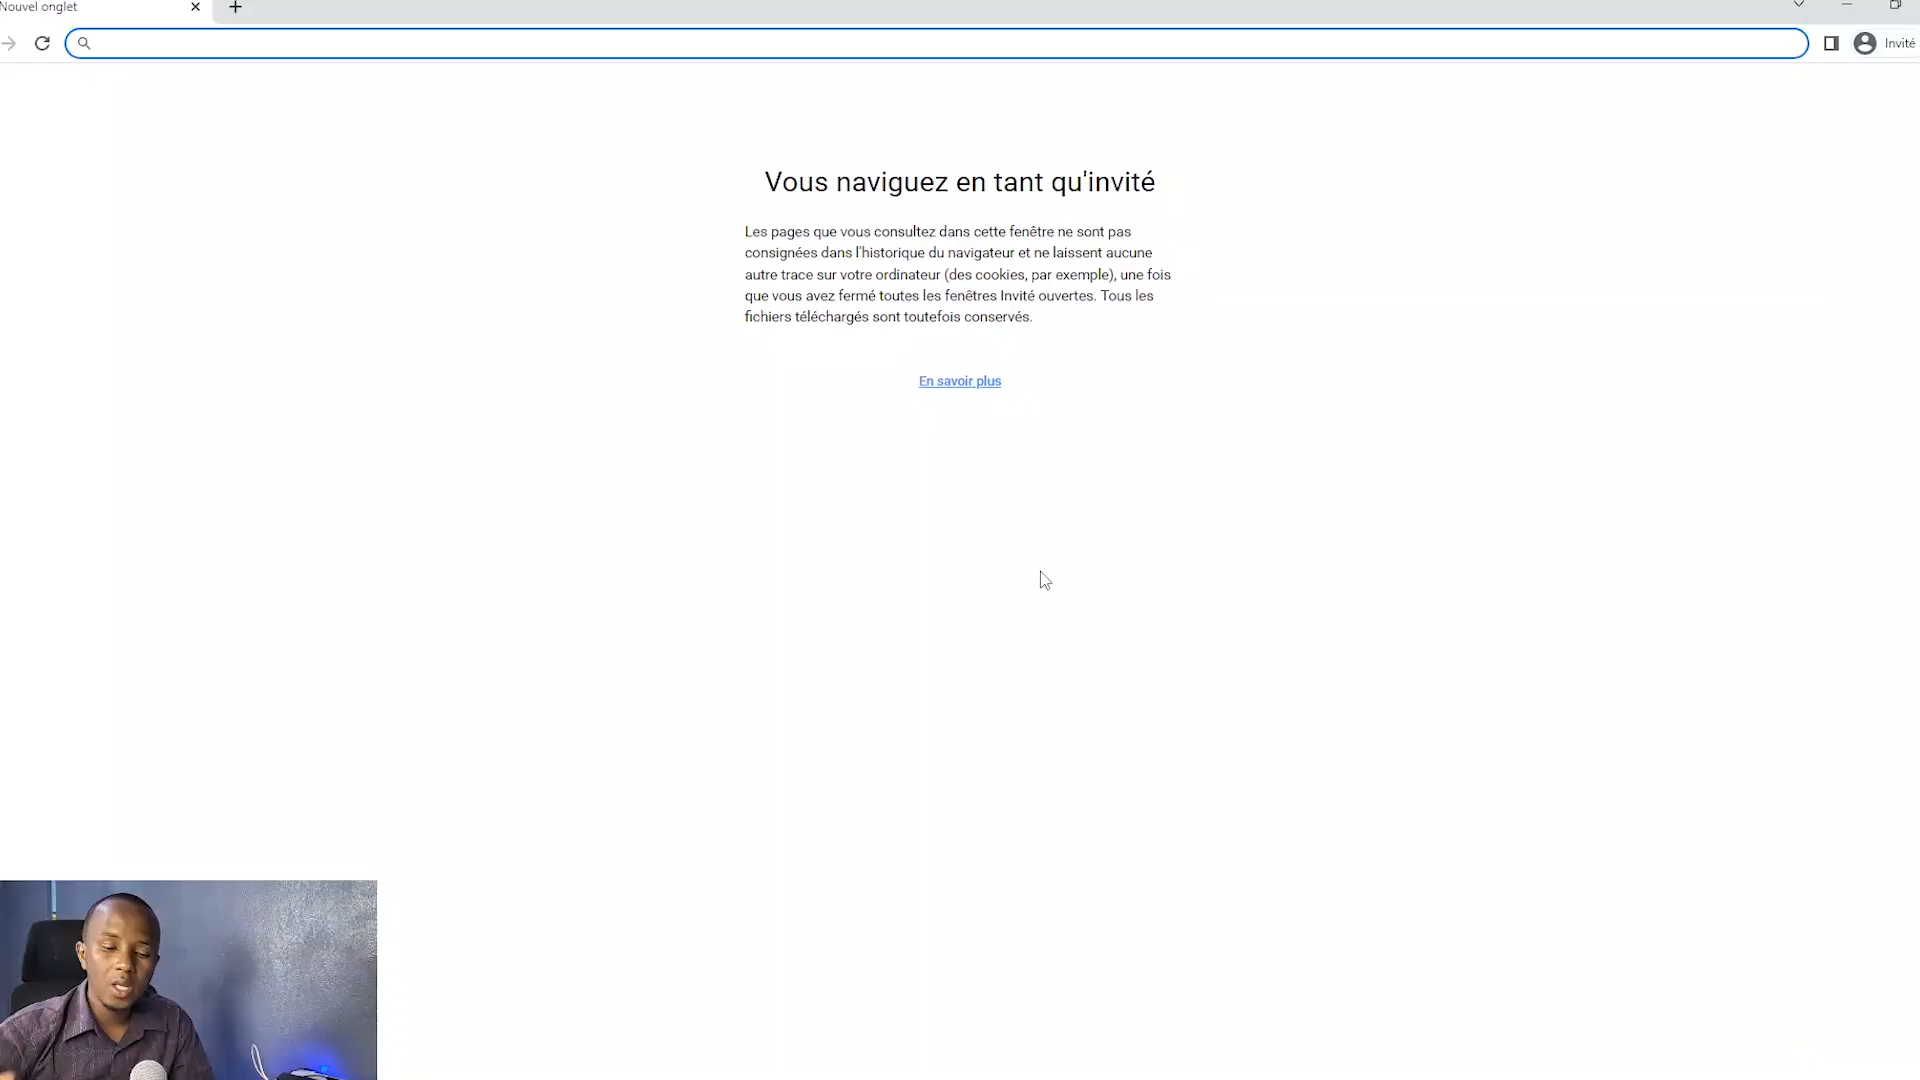 Nouvel onglet
Invité
Vous naviguez en tant qu'invité
Les pages que vous consultez dans cette fenêtre ne sont pas
consignées dans l'historique du navigateur et ne laissent aucune
autre trace sur votre ordinateur (des cookies, par exemple), une fois
que vous avez fermé toutes les fenêtres Invité ouvertes. Tous les
fichiers téléchargés sont toutefois conservés.
En savoir plus